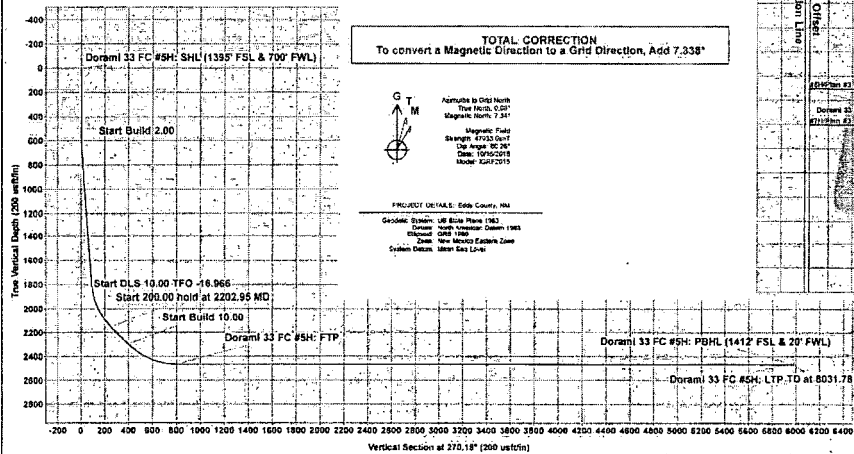 TOTAL CORRECTION
To convert a Magnetic Direction to a Grid Direction, Add 7.338°
Offset
ion Line
Dorami 33 FC #5H: SHL (1395' FSL & 700' FWL)
G
T
M
Azimuths to Grid North
True North: 0.03°
Magnetic North: 7.34°
Magnetic Field
Strength:
Dip Angle:
Date:
Model: IGRF2015
Start Build 2.00
PROJECT DETAILS: Eddy County, NM
Geodetic System: US State Plane 1983
Datum: North American Datum 1983
Ellipsoid: GRS 1980
Zone: New Mexico Eastern Zone
System Datum: Mean Sea Level
Dorami 33
-400
-200
0
200
400
600
800
1000
1200
1400
1600
1800
2000
2200
2400
2600
2800
True Vertical Depth (200 usft/in)
Start DLS 10.00 TFO -16.966
Start 200.00 hold at 2202.95 MD
Start Build 10.00
Dorami 33 FC #5H: FTP
Dorami 33 FC #5H: PBHL (1412' FSL & 20' FWL)
Dorami 33 FC #5H: LTP TD at 8031.78
-200 0 200 400 600 800 1000 1200 1400 1600 1800 2000 2200 2400 2600 2800 3000 3200 3400 3600 3800 4000 4200 4400 4600 4800 5000 5200 5400 5600 5800 6000 6200 6400
Vertical Section at 270.18° (200 usft/in)